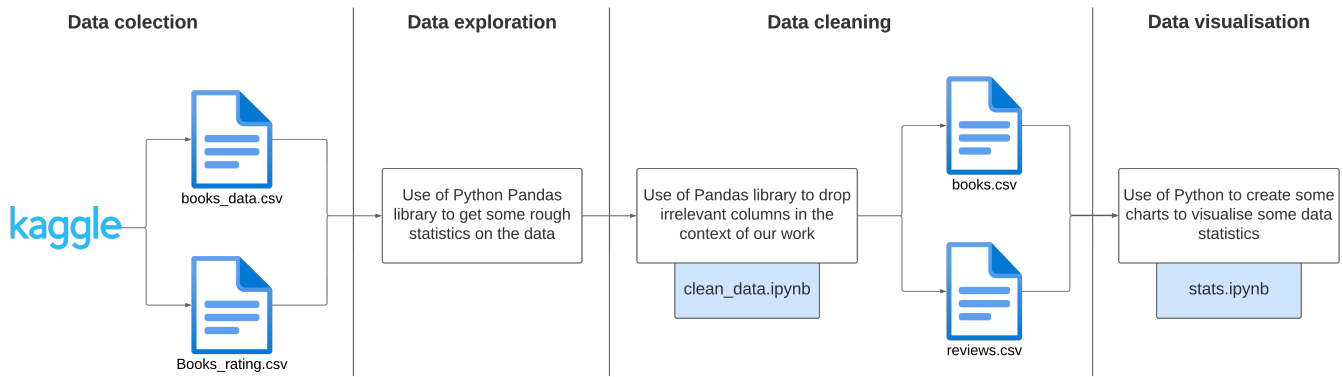 Data colection
Data exploration
Data cleaning
Data visualisation
kaggle
books_data.csv
Books_rating.csv
Use of Python Pandas
library to get some rough
statistics on the data
Use of Pandas library to drop
irrelevant columns in the
context of our work
clean_data.ipynb
books.csv
reviews.csv
Use of Python to create some
charts to visualise some data
statistics
stats.ipynb